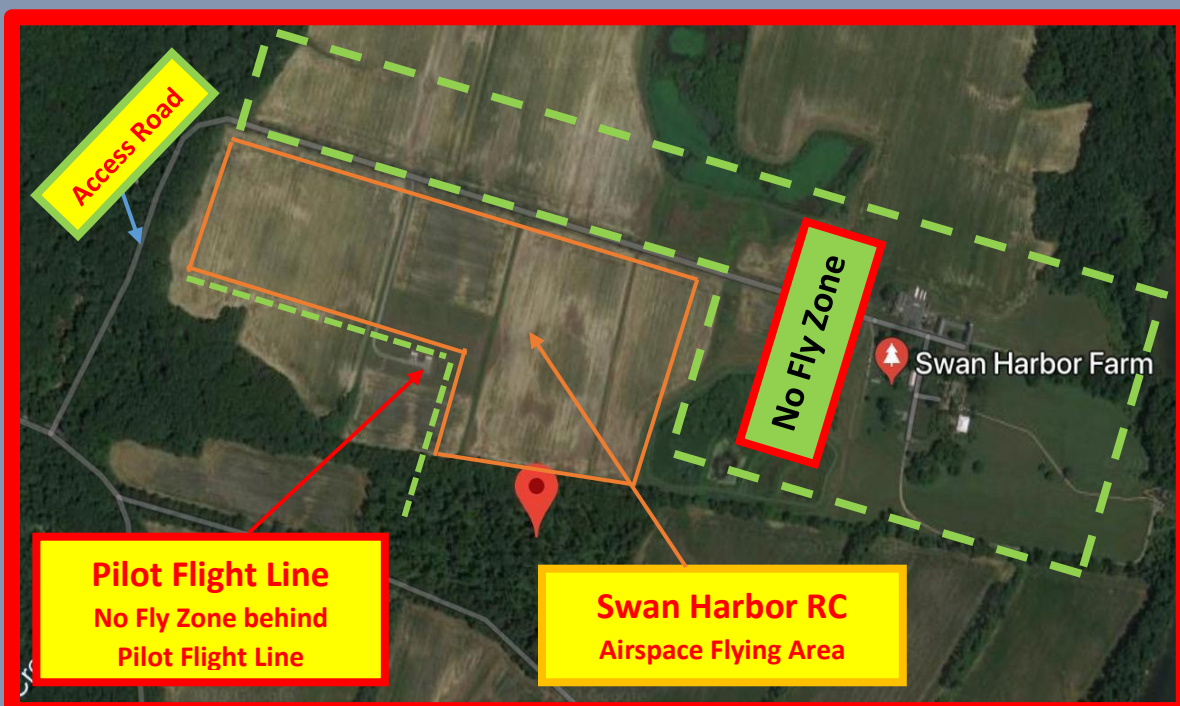 Access Road
No Fly Zone
Swan Harbor Farm
Pilot Flight Line
No Fly Zone behind
Pilot Flight Line
Swan Harbor RC
Airspace Flying Area